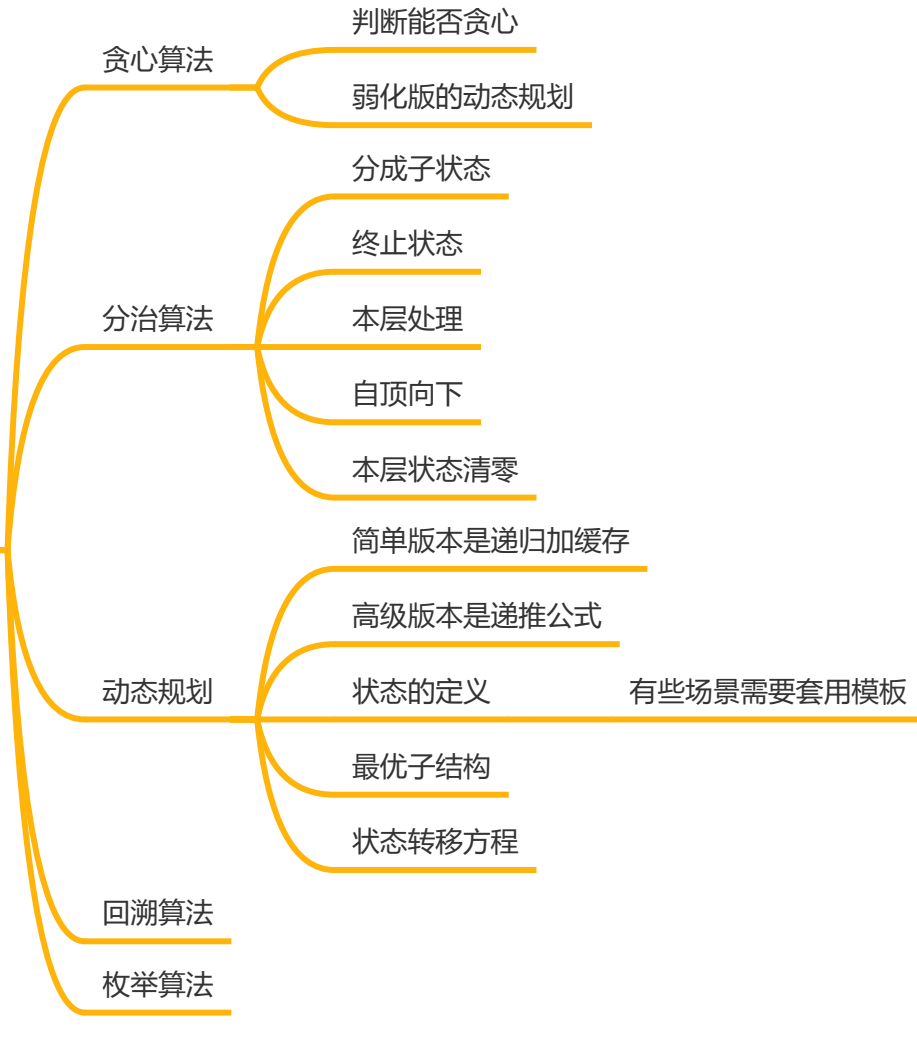 贪心算法
判断能否贪心
弱化版的动态规划
分治算法
分成子状态
终止状态
本层处理
自顶向下
本层状态清零
动态规划
简单版本是递归加缓存
高级版本是递推公式
状态的定义
有些场景需要套用模板
最优子结构
状态转移方程
回溯算法
枚举算法